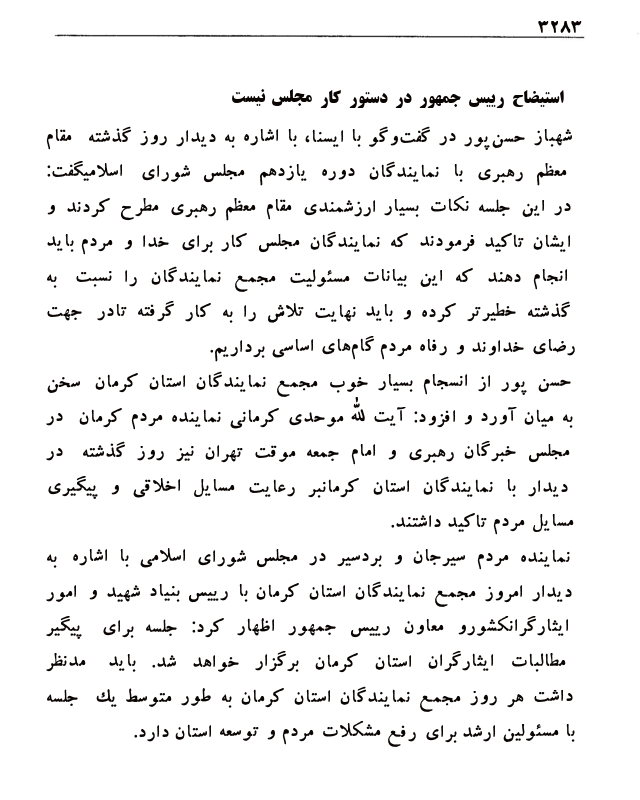 ۳۲۸۳
استیضاح رییس جمهور در دستور کار مجلس نیست
شهباز حسن‌پور در گفت‌وگو با ایسنا، با اشاره به دیدار روز گذشته مقام
معظم رهبری با نمایندگان دوره یازدهم مجلس شورای اسلامیگفت:
در این جلسه نکات بسیار ارزشمندی مقام معظم رهبری مطرح کردند و
ایشان تاکید فرمودند که نمایندگان مجلس کار برای خدا و مردم باید
انجام دهند که این بیانات مسئولیت مجمع نمایندگان را نسبت به
گذشته خطیرتر کرده و باید نهایت تلاش را به کار گرفته تادر جهت
رضای خداوند و رفاه مردم گام‌های اساسی برداریم.
حسن پور از انسجام بسیار خوب مجمع نمایندگان استان کرمان سخن
به میان آورد و افزود: آیت الله موحدی کرمانی نماینده مردم کرمان در
مجلس خبرگان رهبری و امام جمعه موقت تهران نیز روز گذشته در
دیدار با نمایندگان استان کرمانبر رعایت مسایل اخلاقی و پیگیری
مسایل مردم تاکید داشتند.
نماینده مردم سیرجان و بردسیر در مجلس شورای اسلامی با اشاره به
دیدار امروز مجمع نمایندگان استان کرمان با رییس بنیاد شهید و امور
ایثارگرانکشورو معاون رییس جمهور اظهار کرد: جلسه برای پیگیر
مطالبات ایثارگران استان کرمان برگزار خواهد شد. باید مدنظر
داشت هر روز مجمع نمایندگان استان کرمان به طور متوسط یك جلسه
با مسئولین ارشد برای رفع مشکلات مردم و توسعه استان دارد.